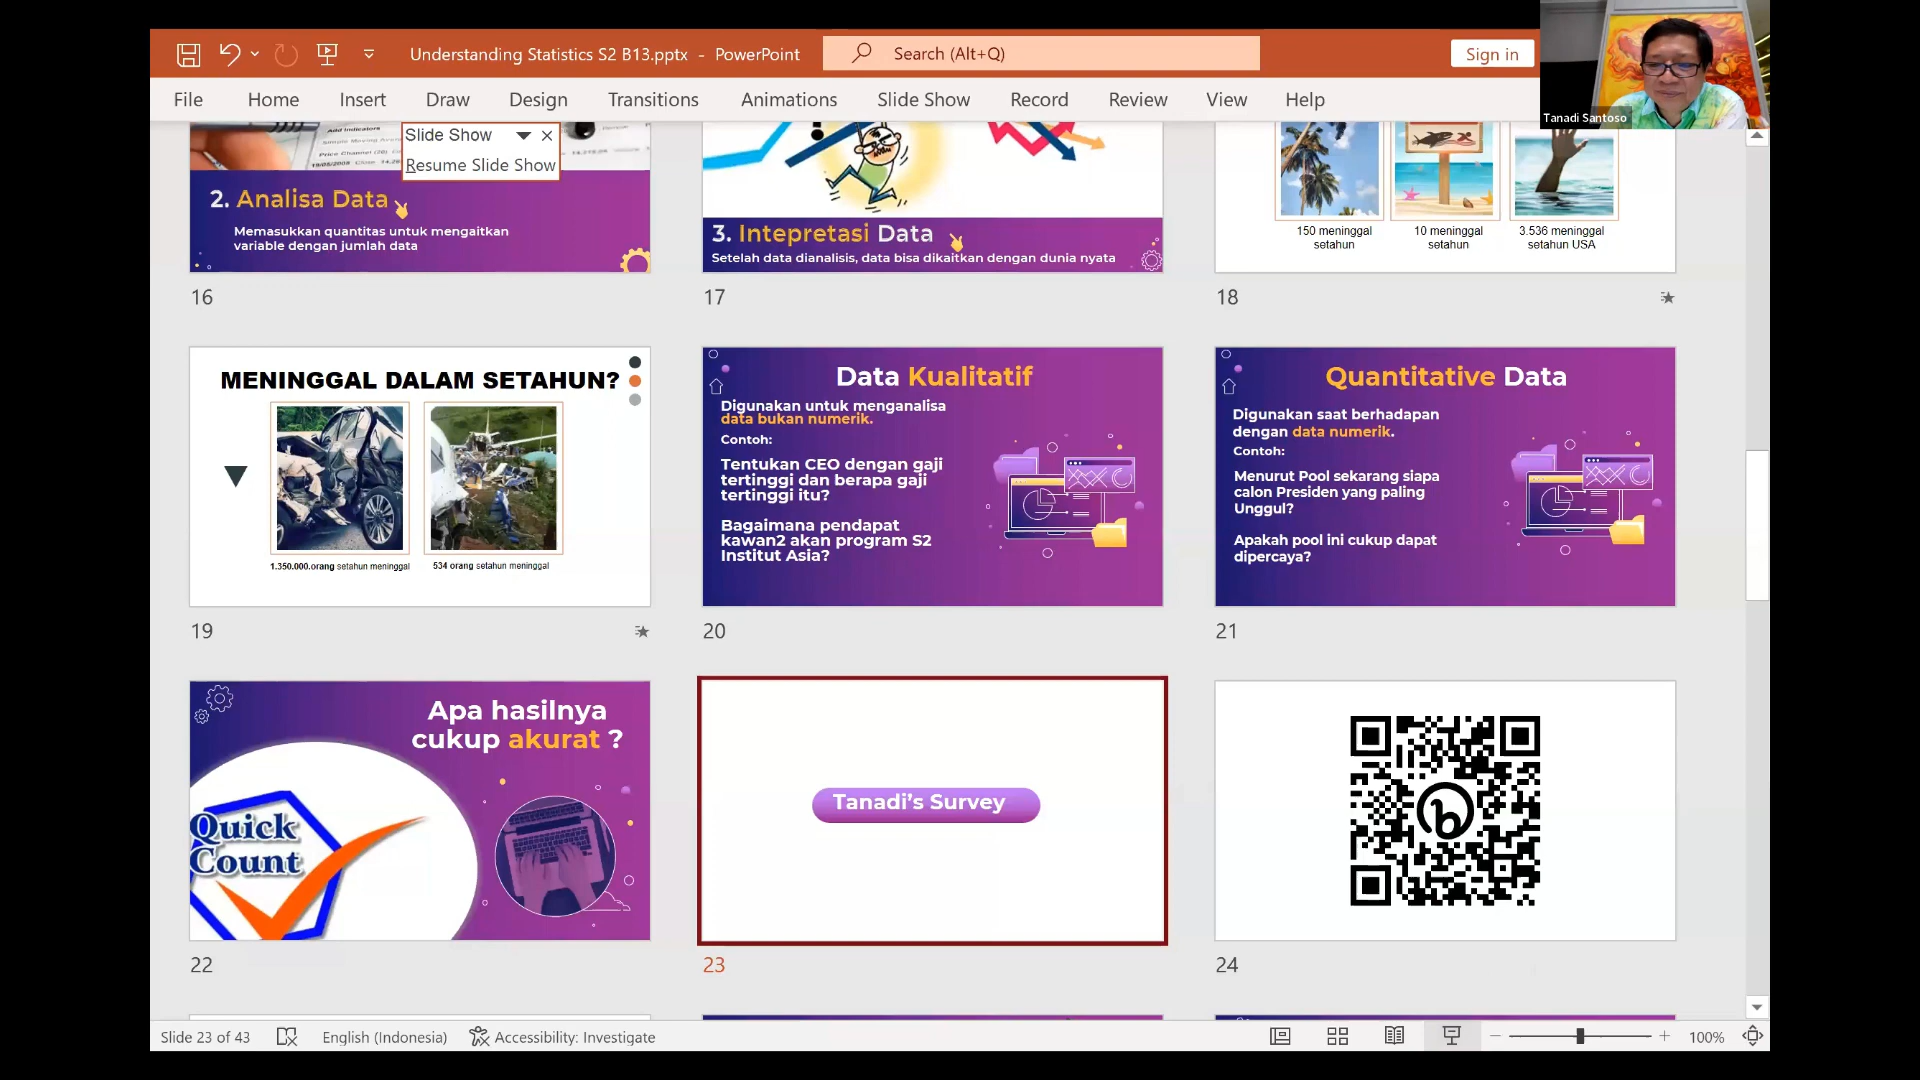 Understanding Statistics S2 B13.pptx - PowerPoint
Search (Alt+Q)
Sign in
Tanadi Santoso
File Home Insert Draw Design Transitions Animations Slide Show Record Review View Help
Slide Show
Resume Slide Show
Add Indicators
2. Analisa Data
Memasukkan quantitas untuk mengaitkan
variable dengan jumlah data
16
3. Intepretasi Data
Setelah data dianalisis, data bisa dikaitkan dengan dunia nyata
17
150 meninggal
setahun
10 meninggal
setahun
3.536 meninggal
setahun USA
18
MENINGGAL DALAM SETAHUN?
1.350.000.orang setahun meninggal
534 orang setahun meninggal
19
Data Kualitatif
Digunakan untuk menganalisa
data bukan numerik.
Contoh:
Tentukan CEO dengan gaji
tertinggi dan berapa gaji
tertinggi itu?
Bagaimana pendapat
kawan2 akan program S2
Institut Asia?
20
Quantitative Data
Digunakan saat berhadapan
dengan data numerik.
Contoh:
Menurut Pool sekarang siapa
calon Presiden yang paling
Unggul?
Apakah pool ini cukup dapat
dipercaya?
21
Apa hasilnya
cukup akurat ?
Quick
Count
22
Tanadi's Survey
23
b
24
Slide 23 of 43
English (Indonesia)
Accessibility: Investigate
100%